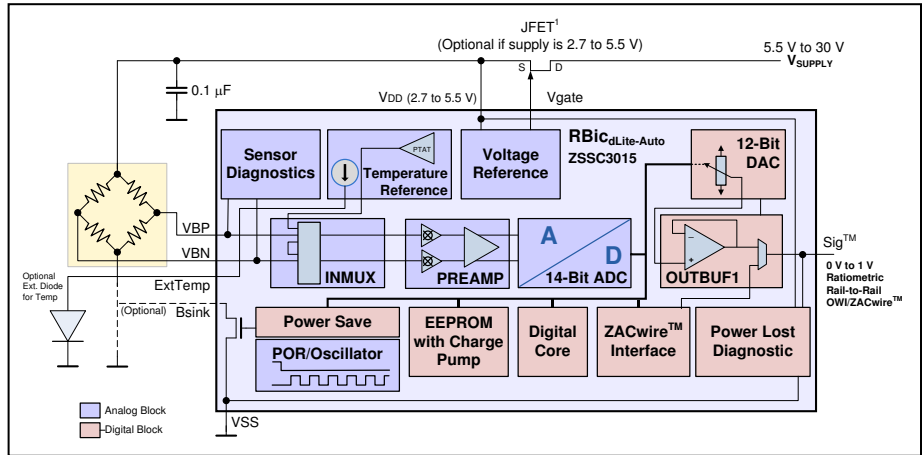 JFET1
(Optional if supply is 2.7 to 5.5 V)
5.5 V to 30 V
VSUPPLY
S
D
0.1 µF
VDD (2.7 to 5.5 V)
Vgate
Sensor
Diagnostics
PTAT
Temperature
Reference
Voltage
Reference
RBicdLite-Auto
ZSSC3015
12-Bit
DAC
VBP
VBN
INMUX
PREAMP
A
D
14-Bit ADC
OUTBUF1
SigTM
0 V to 1 V
Ratiometric
Rail-to-Rail
OWI/ZACwireTM
Optional
Ext. Diode
for Temp
ExtTemp
(Optional)
Bsink
Power Save
POR/Oscillator
EEPROM
with Charge
Pump
Digital
Core
ZACwireTM
Interface
Power Lost
Diagnostic
Analog Block
Digital Block
VSS